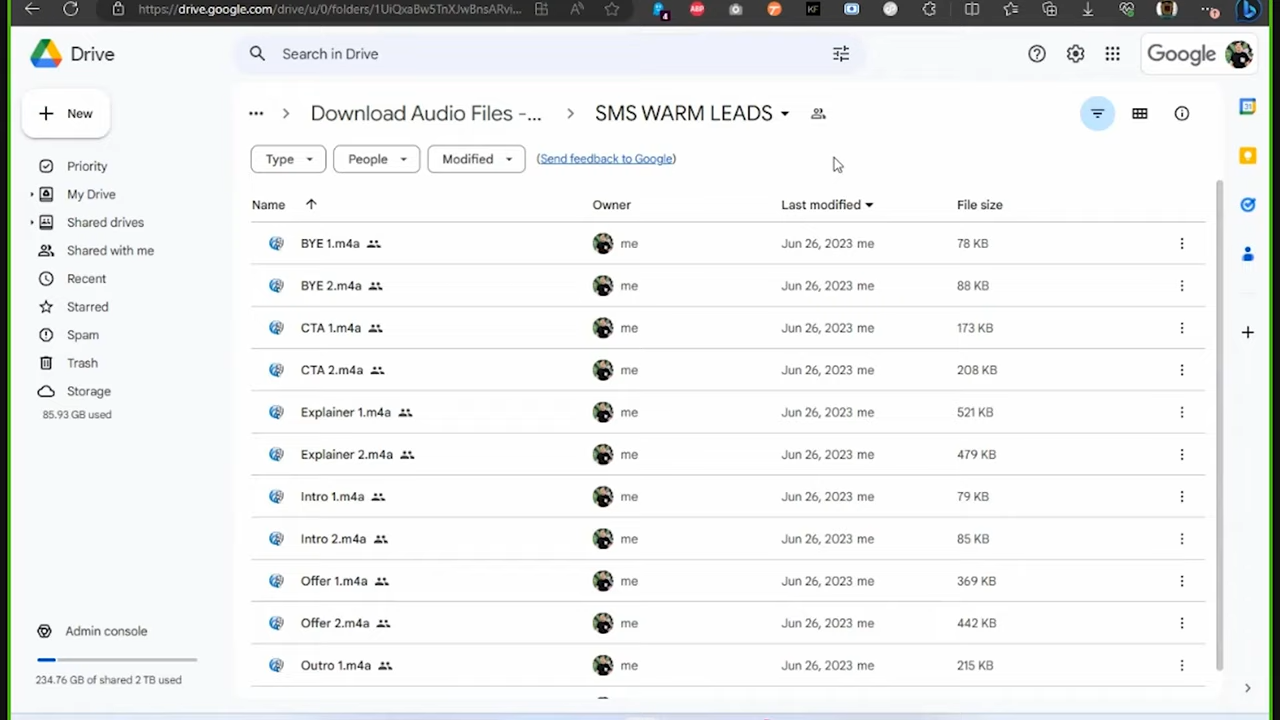 https://drive.google.com/drive/u/0/folders/1UiQxaBw5TnXJwBnsARvi...
4
ABP
KF
Drive
Search in Drive
Google
New
... > Download Audio Files -... > SMS WARM LEADS
Type
People
Modified
(Send feedback to Google)
Priority
My Drive
Shared drives
Shared with me
Recent
Starred
Spam
Trash
Storage
85.93 GB used
Admin console
234.76 GB of shared 2 TB used
Name Owner Last modified File size
BYE 1.m4a me Jun 26, 2023 me 78 KB
BYE 2.m4a me Jun 26, 2023 me 88 KB
CTA 1.m4a me Jun 26, 2023 me 173 KB
CTA 2.m4a me Jun 26, 2023 me 208 KB
Explainer 1.m4a me Jun 26, 2023 me 521 KB
Explainer 2.m4a me Jun 26, 2023 me 479 KB
Intro 1.m4a me Jun 26, 2023 me 79 KB
Intro 2.m4a me Jun 26, 2023 me 85 KB
Offer 1.m4a me Jun 26, 2023 me 369 KB
Offer 2.m4a me Jun 26, 2023 me 442 KB
Outro 1.m4a me Jun 26, 2023 me 215 KB
31